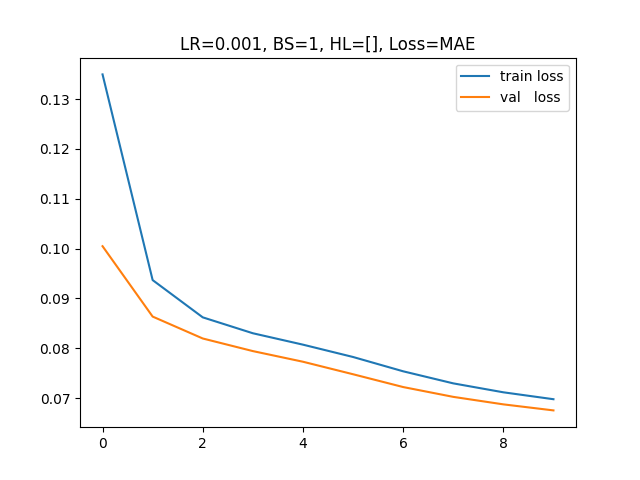 LR=0.001, BS=1, HL=[], Loss=MAE
train loss
val   loss
0.13
0.12
0.11
0.10
0.09
0.08
0.07
0 2 4 6 8